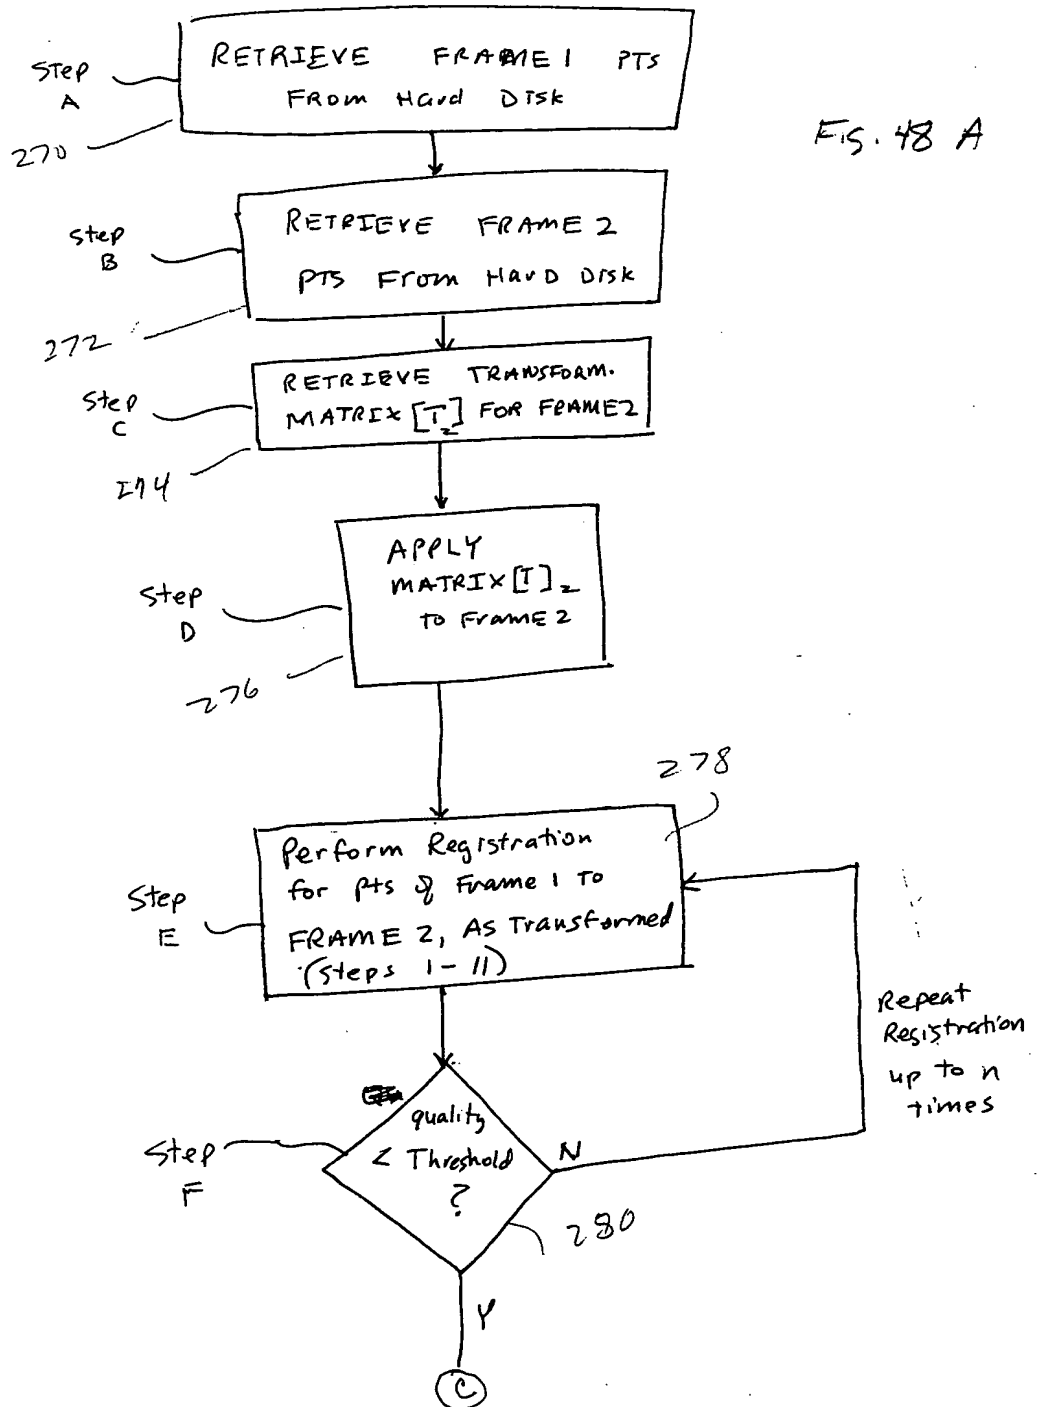 Step
A
270
RETRIEVE FRAME 1 PTS
FROM Hard Disk
Fig. 48 A
Step
B
272
RETRIEVE FRAME 2
PTS From HARD Disk
Step
C
274
RETRIEVE TRANSFORM.
MATRIX [T2] FOR FRAME 2
Step
D
276
APPLY
MATRIX [T]2
TO Frame 2
278
Step
E
Perform Registration
for Pts of Frame 1 To
FRAME 2, As Transformed
(Steps 1 - 11)
Repeat
Registration
up to n
times
Step
F
quality
< Threshold
?
N
280
Y
C